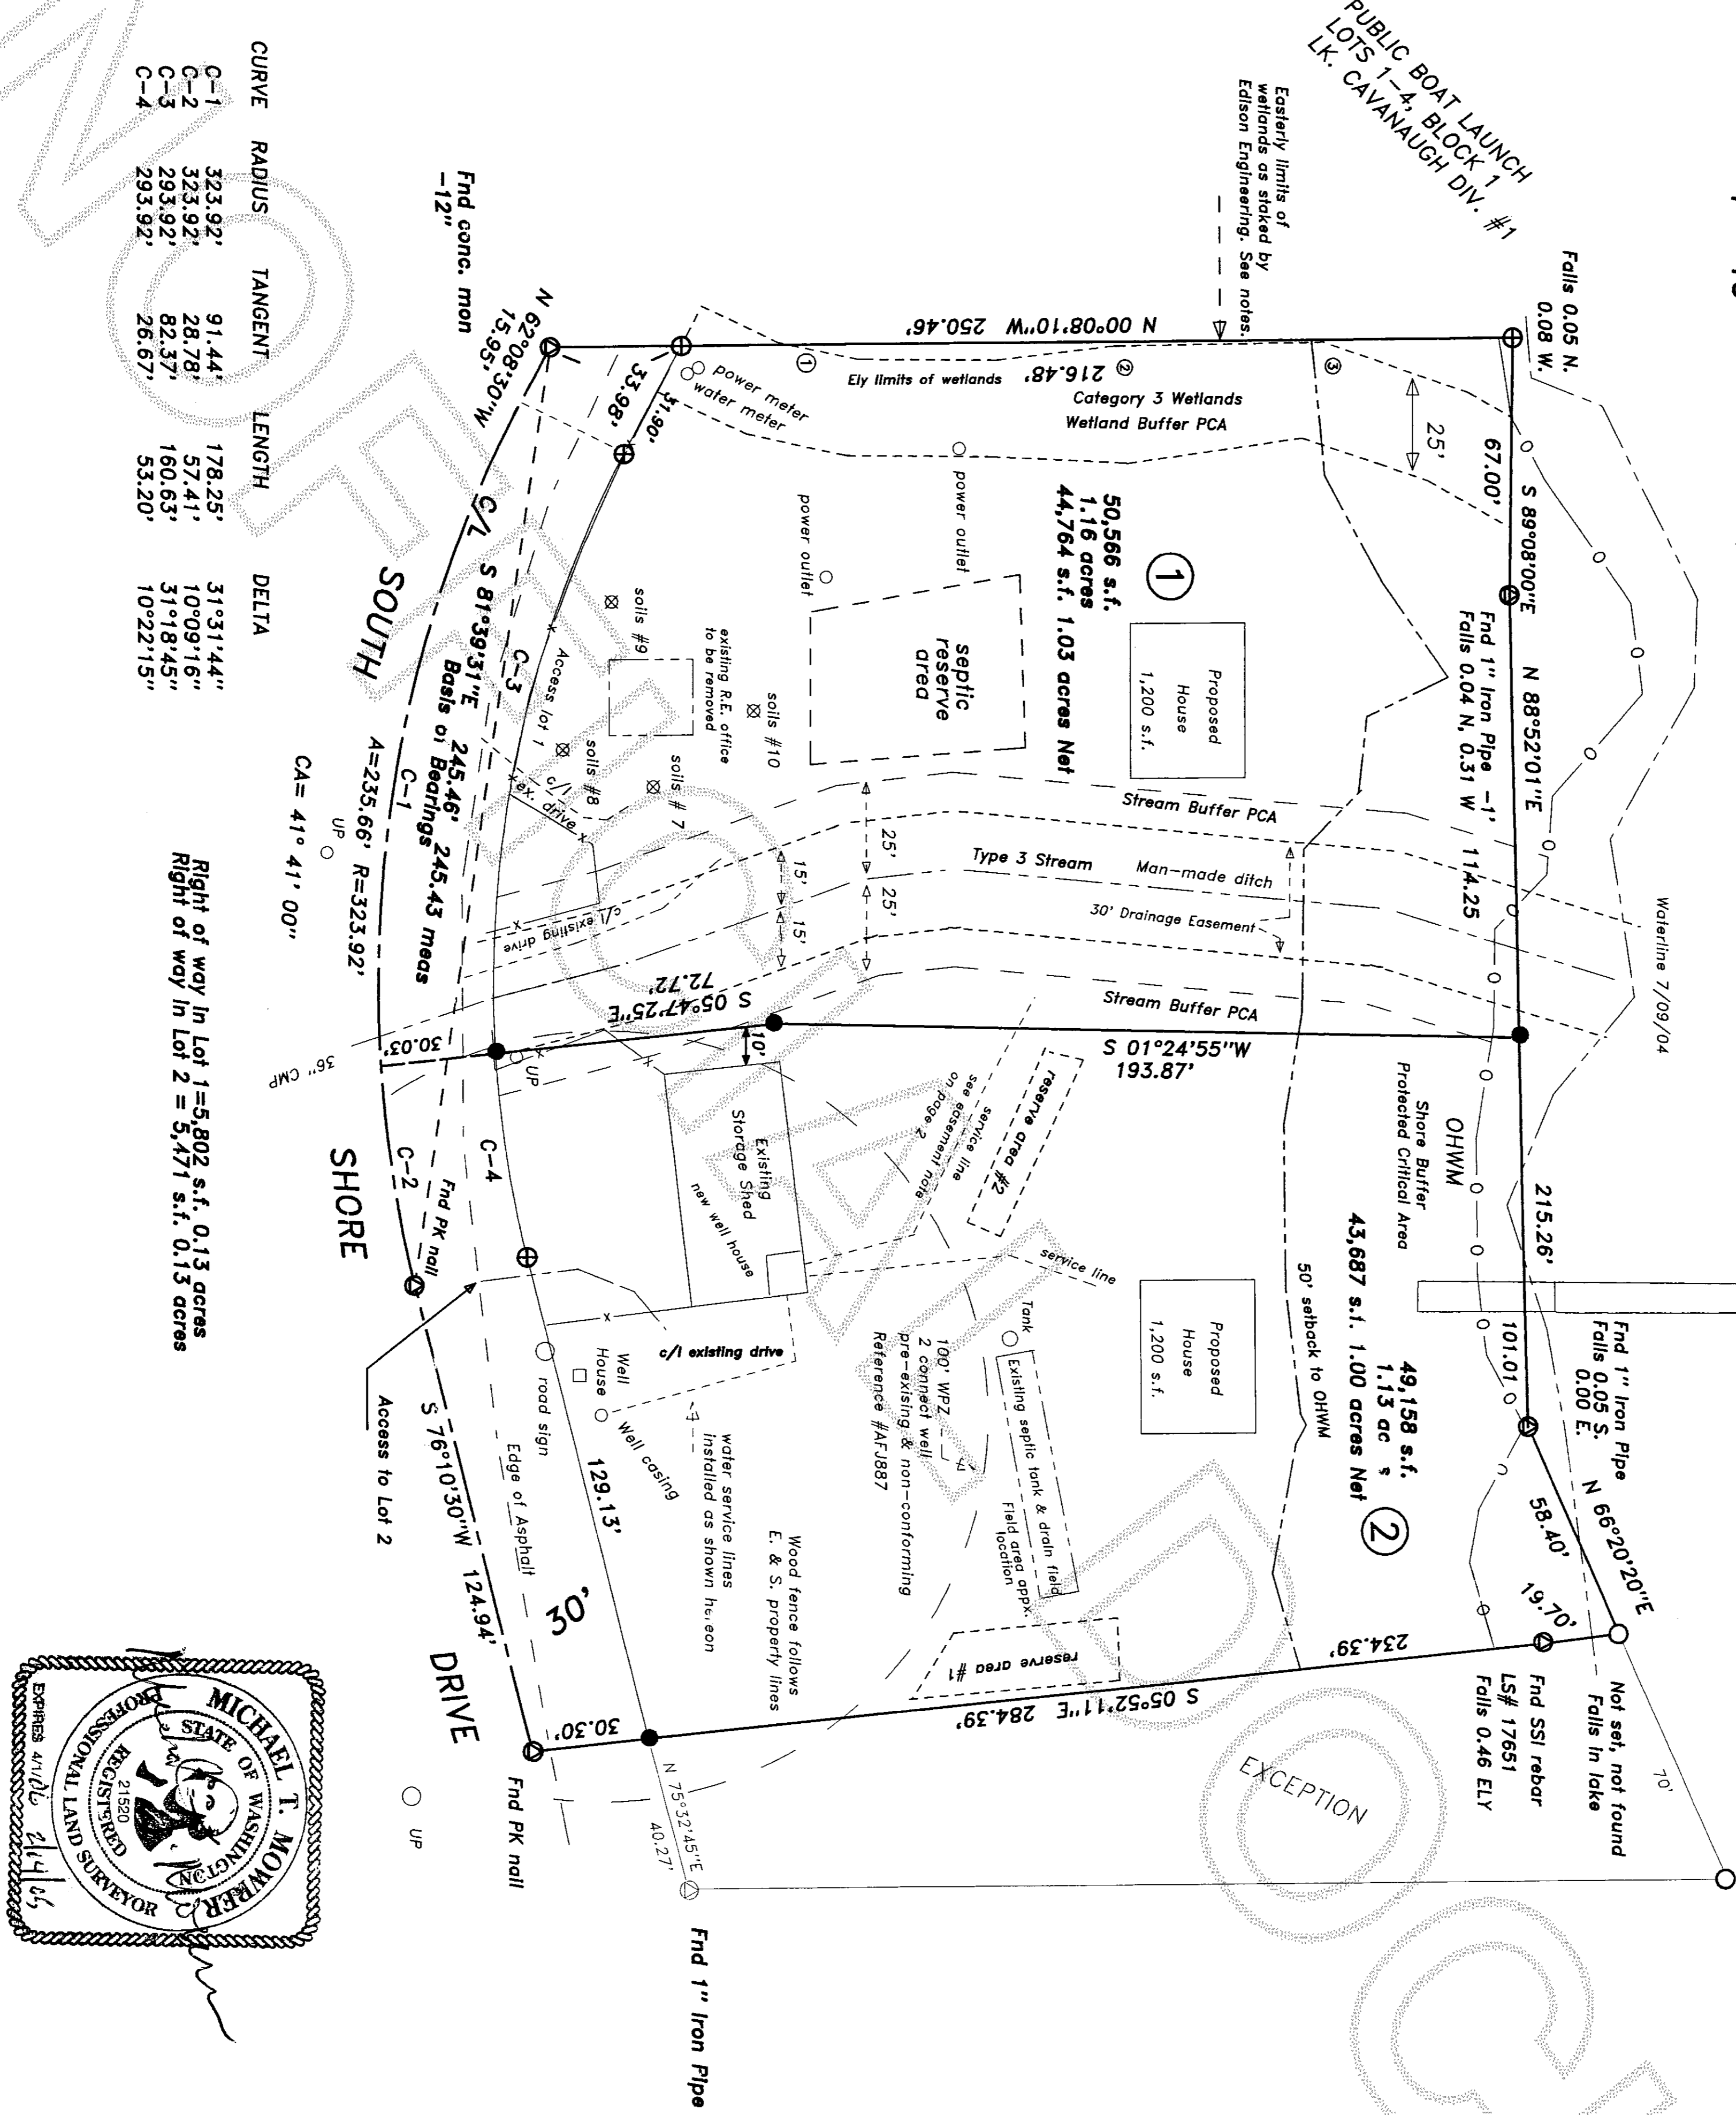 PUBLIC BOAT LAUNCH
LOTS 1-4, BLOCK 1
LK. CAVANAUGH DIV. #1
Falls 0.05 N.
0.08 W.
Easterly limits of
wetlands as staked by
Edison Engineering. See notes.
N 00°08'10"W 250.46'
216.48'
Ely limits of wetlands
1
2
3
Category 3 Wetlands
Wetland Buffer PCA
25'
67.00'
S 89°08'00"E
Fnd 1" Iron Pipe -1'
Falls 0.04 N, 0.31 W
N 88°52'01"E
114.25
Waterline 7/09/04
215.26'
101.01
Fnd 1" Iron Pipe
Falls 0.05 S.
0.00 E.
N 66°20'20"E
58.40'
19.70'
Not set, not found
Falls in lake
Fnd SSI rebar
LS# 17651
Falls 0.46 ELY
70'
OHWM
Shore Buffer
Protected Critical Area
50' setback to OHWM
1
50,566 s.f.
1.16 acres
44,764 s.f. 1.03 acres Net
Proposed
House
1,200 s.f.
septic
reserve
area
power outlet
power outlet
power meter
water meter
33.98'
31.90'
Fnd conc. mon
-12"
N 62°08'30"W
15.95'
soils #9
existing R.E. office
to be removed
soils #10
soils #8
soils # 7
Access lot 1
c/l
ex. drive
c/l existing drive
Stream Buffer PCA
Type 3 Stream
Man-made ditch
30' Drainage Easement
25'
25'
15'
15'
Stream Buffer PCA
S 05°47'25"E
72.72'
10'
S 01°24'55"W
193.87'
30.03'
36" CMP
UP
2
49,158 s.f.
1.13 ac s
43,687 s.f. 1.00 acres Net
Proposed
House
1,200 s.f.
reserve area #2
service line
see easement note
on page 2
service line
Existing
Storage Shed
new well house
Tank
Existing septic tank & drain field
Field area appx.
location
100' WPZ
2 connect well
pre-existing & non-conforming
Reference #AFJ887
c/l existing drive
Well
House
Well casing
water service lines
installed as shown hereon
Wood fence follows
E. & S. property lines
reserve area #1
234.39'
S 05°52'11"E 284.39'
30.30'
EXCEPTION
N 75°32'45"E
40.27'
Fnd 1" Iron Pipe
road sign
129.13'
Edge of Asphalt
30'
C/L
S 81°39'31"E 245.46' 245.43 meas
Basis of Bearings
C-3
C-1
A=235.66' R=323.92'
CA= 41° 41' 00"
UP
C-4
C-2
Fnd PK nail
S 76°10'30"W 124.94'
Access to Lot 2
Fnd PK nail
UP
SOUTH SHORE DRIVE
CURVE RADIUS TANGENT LENGTH DELTA
C-1 323.92' 91.44' 178.25' 31°31'44"
C-2 323.92' 28.78' 57.41' 10°09'16"
C-3 293.92' 82.37' 160.63' 31°18'45"
C-4 293.92' 26.67' 53.20' 10°22'15"
Right of way in Lot 1=5,802 s.f. 0.13 acres
Right of way in Lot 2 = 5,471 s.f. 0.13 acres
MICHAEL T. MOWRER
STATE OF WASHINGTON
21520
REGISTERED
PROFESSIONAL LAND SURVEYOR
EXPIRES 4/1/06